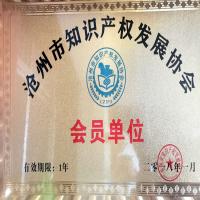 沧州市知识产权发展协会
会员单位
有效期限：1年
二零一八年一月